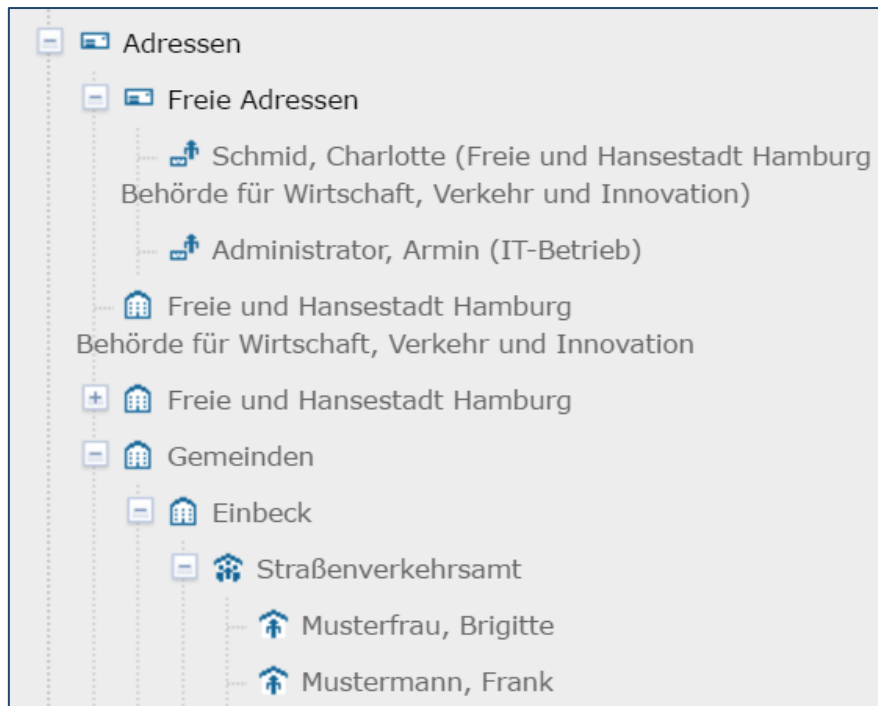 Adressen
Freie Adressen
Schmid, Charlotte (Freie und Hansestadt Hamburg
Behörde für Wirtschaft, Verkehr und Innovation)
Administrator, Armin (IT-Betrieb)
Freie und Hansestadt Hamburg
Behörde für Wirtschaft, Verkehr und Innovation
Freie und Hansestadt Hamburg
Gemeinden
Einbeck
Straßenverkehrsamt
Musterfrau, Brigitte
Mustermann, Frank